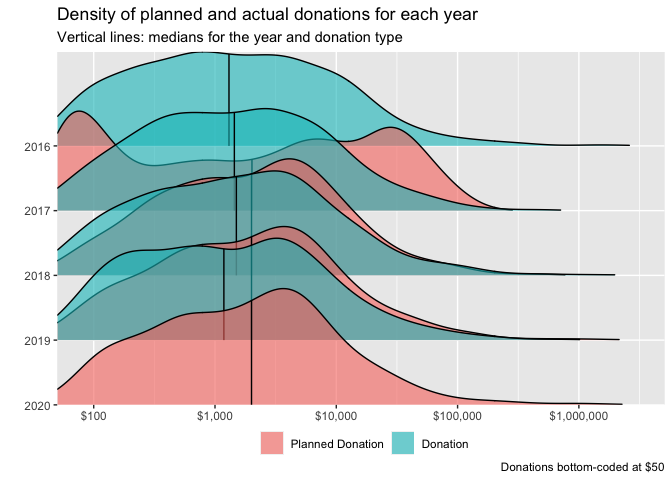 Density of planned and actual donations for each year
Vertical lines: medians for the year and donation type
2016
2017
2018
2019
2020
$100 $1,000 $10,000 $100,000 $1,000,000
Planned Donation Donation
Donations bottom-coded at $50